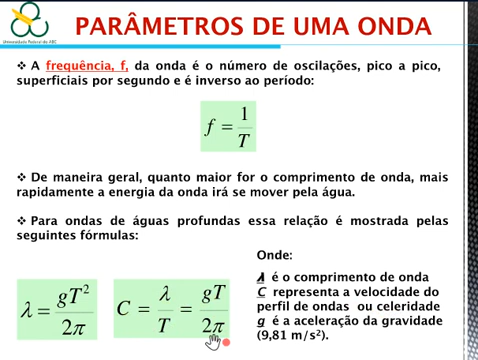 Universidade Federal do ABC
PARÂMETROS DE UMA ONDA
❖ A frequência, f, da onda é o número de oscilações, pico a pico,
superficiais por segundo e é inverso ao período:
f = 1/T
❖ De maneira geral, quanto maior for o comprimento de onda, mais
rapidamente a energia da onda irá se mover pela água.
❖ Para ondas de águas profundas essa relação é mostrada pelas
seguintes fórmulas:
λ = gT²/2π
C = λ/T = gT/2π
Onde:
λ é o comprimento de onda
C representa a velocidade do
perfil de ondas ou celeridade
g é a aceleração da gravidade
(9,81 m/s²).